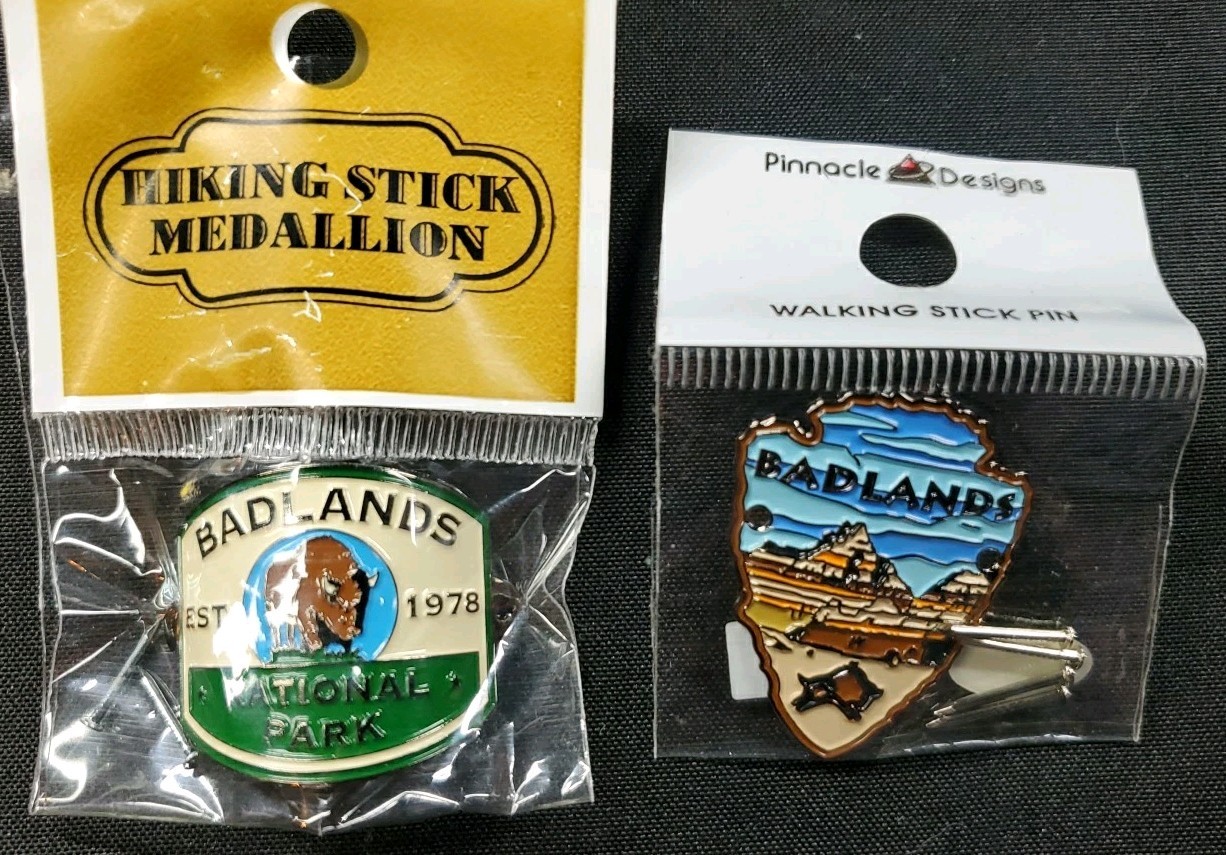 HIKING STICK
MEDALLION
BADLANDS
EST 1978
NATIONAL
PARK
Pinnacle Designs
WALKING STICK PIN
BADLANDS